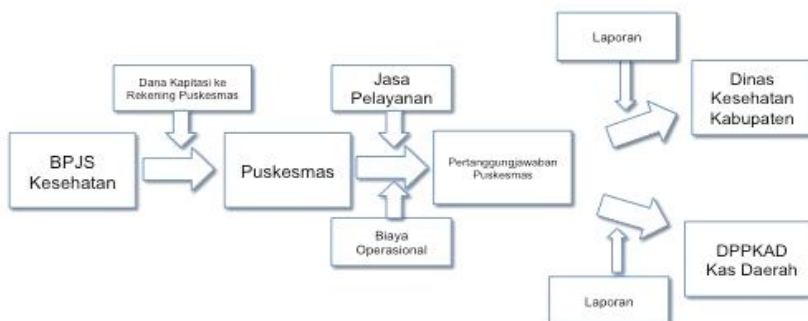 Laporan
Dana Kapitasi ke
Rekening Puskesmas
Jasa
Pelayanan
Dinas
Kesehatan
Kabupaten
BPJS
Kesehatan
Puskesmas
Pertanggungjawaban
Puskesmas
Biaya
Operasional
DPPKAD
Kas Daerah
Laporan